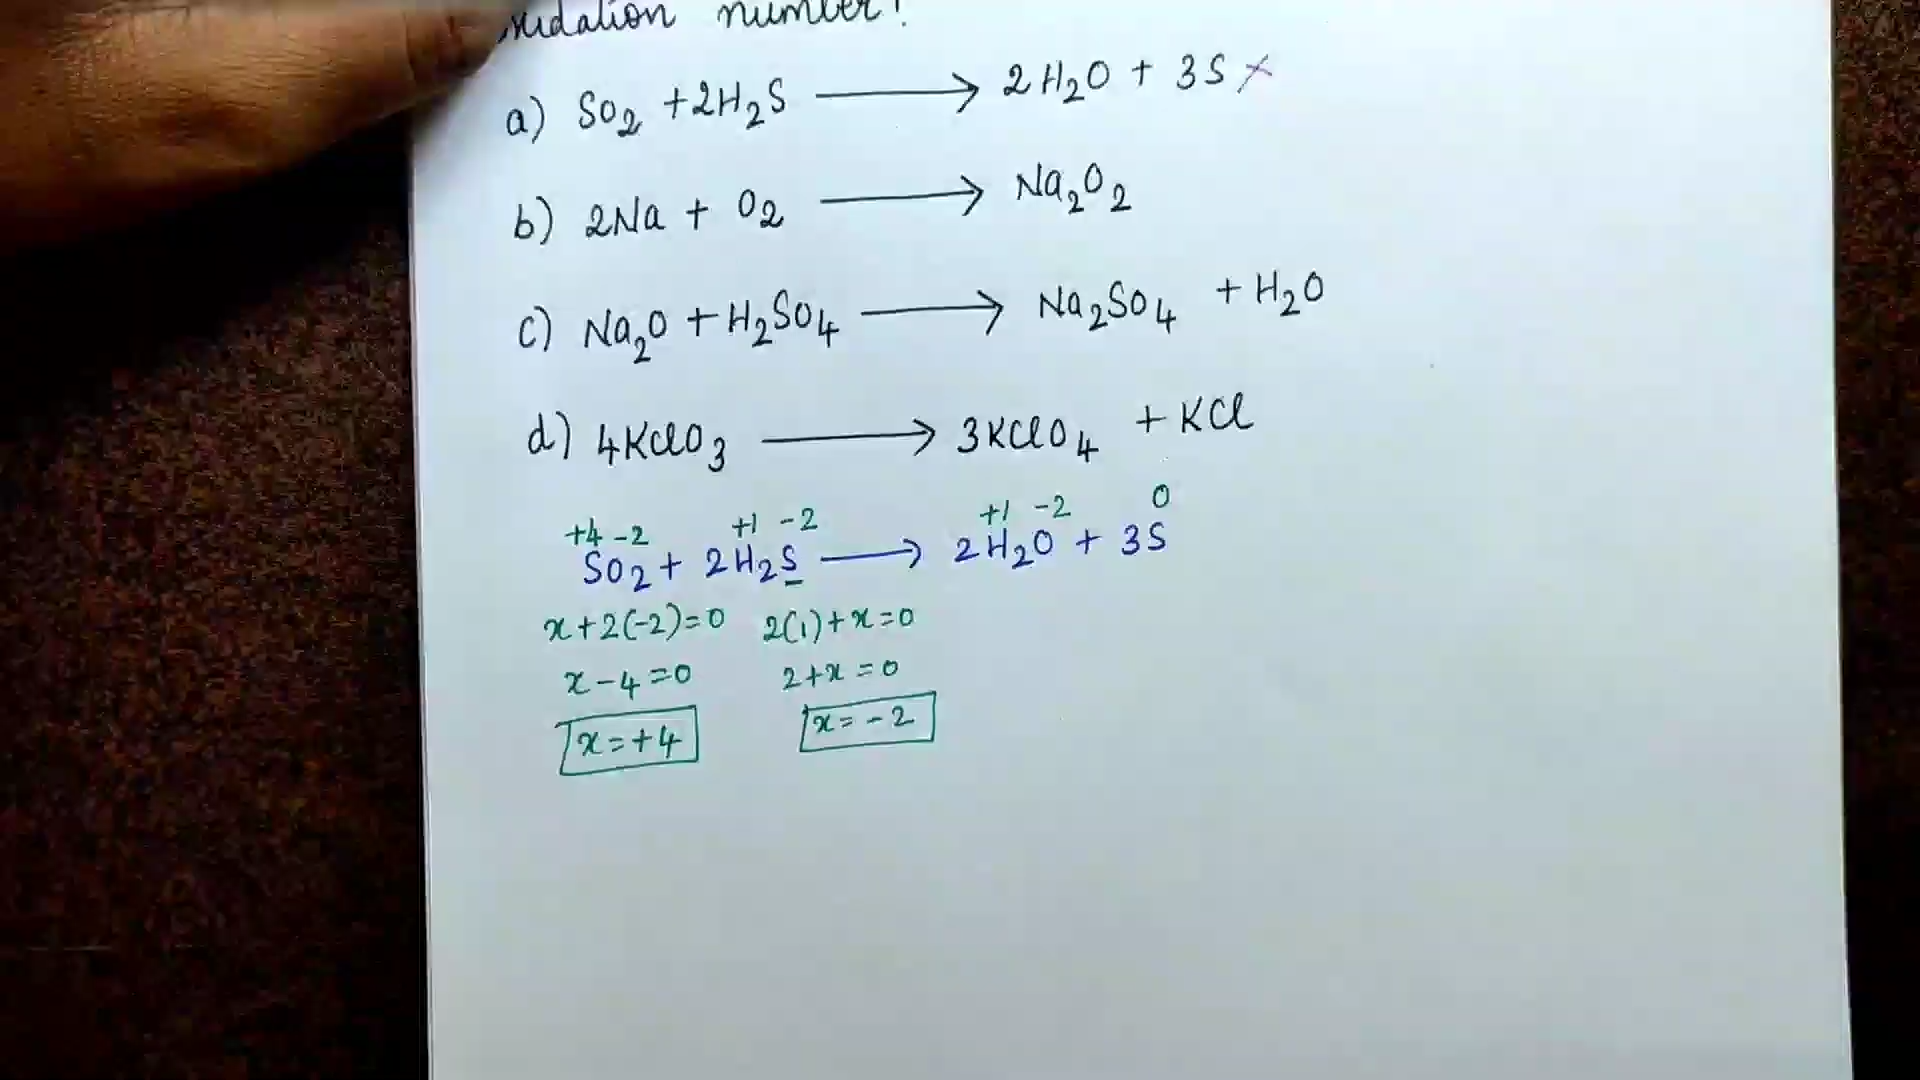 oxidation number?
a) SO₂ + 2H₂S ⟶ 2H₂O + 3S ×
b) 2Na + O₂ ⟶ Na₂O₂
c) Na₂O + H₂SO₄ ⟶ Na₂SO₄ + H₂O
d) 4KClO₃ ⟶ 3KClO₄ + KCl
+4 -2 +1 -2 +1 -2 0
SO₂ + 2H₂S ⟶ 2H₂O + 3S
x+2(-2)=0 2(1)+x=0
x-4=0 2+x=0
x=+4 x=-2